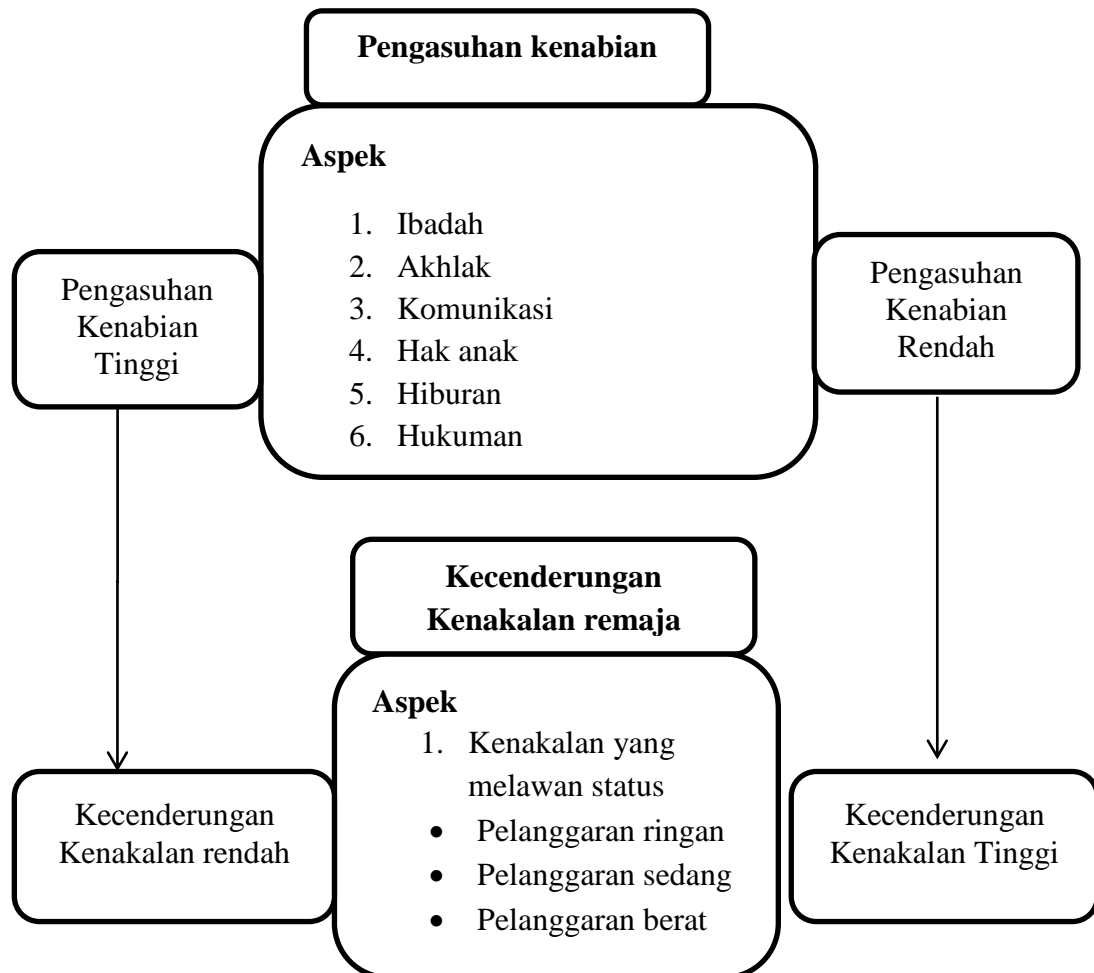 Pengasuhan kenabian
Aspek
1. Ibadah
2. Akhlak
3. Komunikasi
4. Hak anak
5. Hiburan
6. Hukuman
Pengasuhan
Kenabian
Tinggi
Pengasuhan
Kenabian
Rendah
Kecenderungan
Kenakalan remaja
Aspek
1. Kenakalan yang
melawan status
• Pelanggaran ringan
• Pelanggaran sedang
• Pelanggaran berat
Kecenderungan
Kenakalan rendah
Kecenderungan
Kenakalan Tinggi